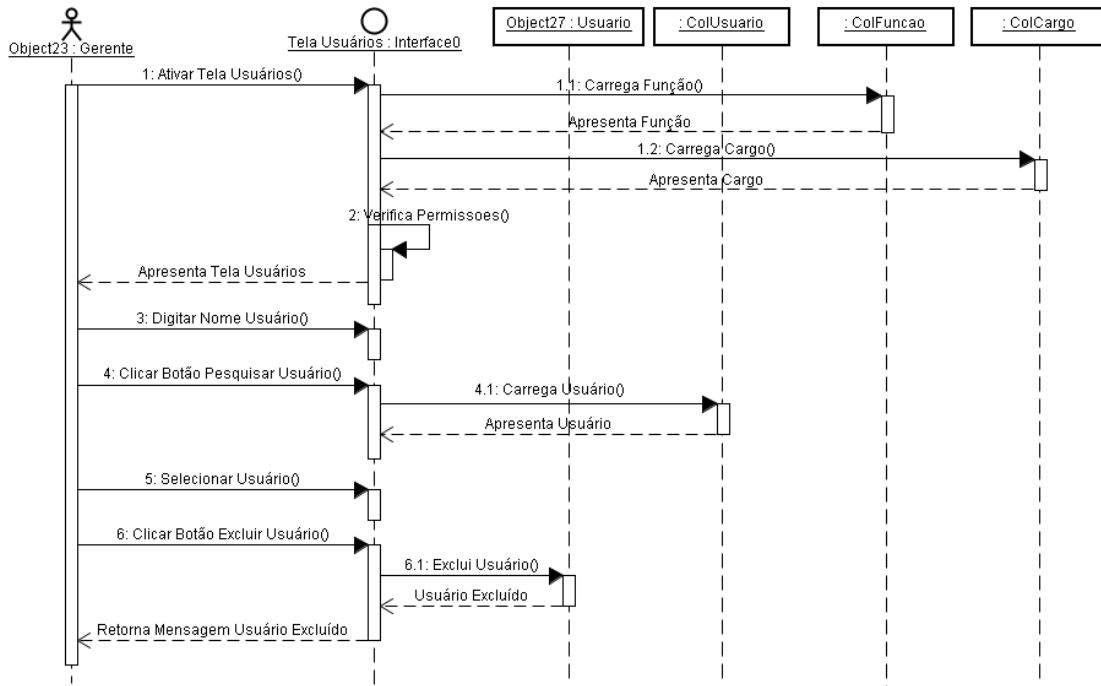 Object23 : Gerente
Tela Usuários : Interface0
Object27 : Usuario
: ColUsuario
: ColFuncao
: ColCargo
1: Ativar Tela Usuários()
1.1: Carrega Função()
Apresenta Função
1.2: Carrega Cargo()
Apresenta Cargo
2: Verifica Permissoes()
Apresenta Tela Usuários
3: Digitar Nome Usuário()
4: Clicar Botão Pesquisar Usuário()
4.1: Carrega Usuário()
Apresenta Usuário
5: Selecionar Usuário()
6: Clicar Botão Excluir Usuário()
6.1: Exclui Usuário()
Usuário Excluído
Retorna Mensagem Usuário Excluído